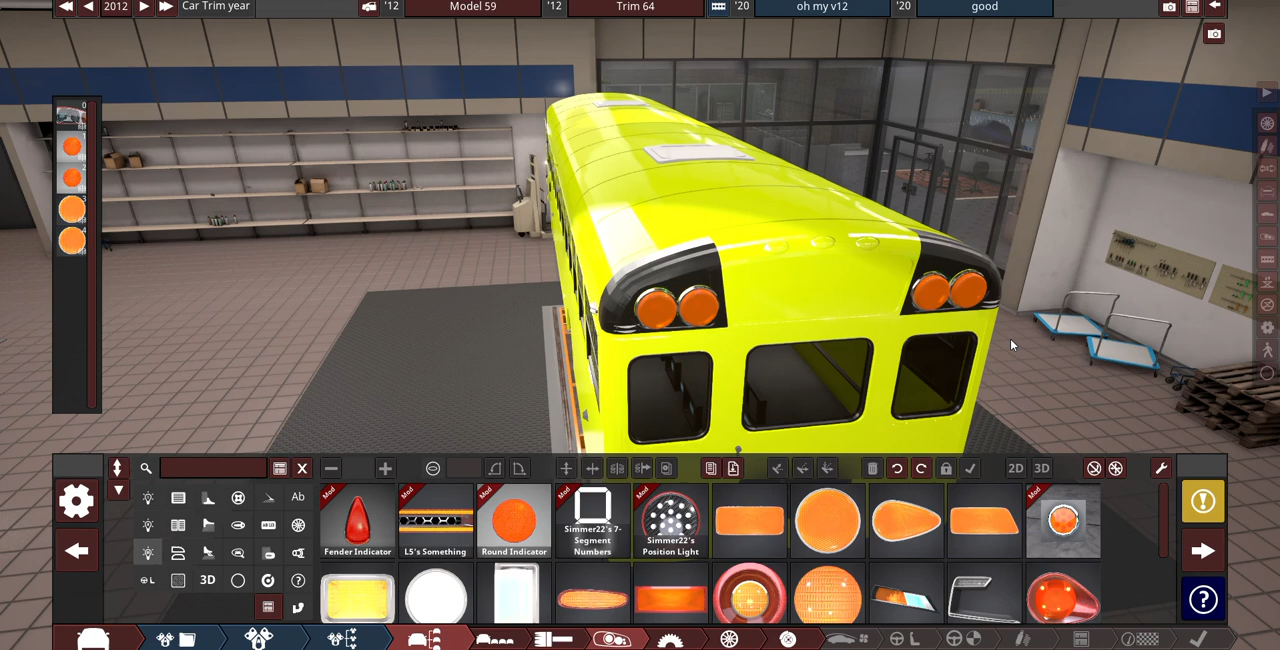 2012 Car Trim year '12 Model 59 '12 Trim 64 '20 oh my v12 '20 good
0
Ab
3D
L
2D 3D
Mod Mod Mod Mod Mod Mod
Fender Indicator L5's Something Round Indicator Simmer22's 7-Segment Numbers Simmer22's Position Light